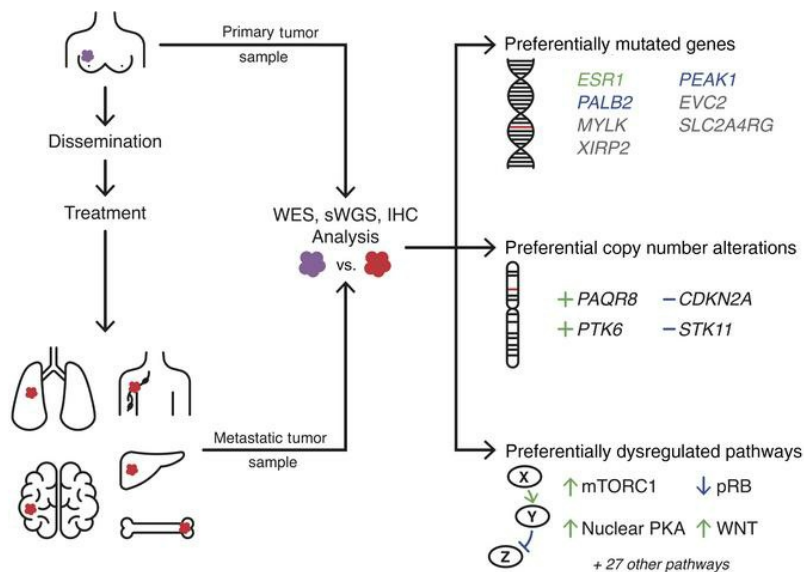 Primary tumor
sample
Dissemination
Treatment
WES, sWGS, IHC
Analysis
vs.
Metastatic tumor
sample
Preferentially mutated genes
ESR1 PEAK1
PALB2 EVC2
MYLK SLC2A4RG
XIRP2
Preferential copy number alterations
+ PAQR8 − CDKN2A
+ PTK6 − STK11
Preferentially dysregulated pathways
X
↑ mTORC1 ↓ pRB
Y
↑ Nuclear PKA ↑ WNT
Z
+ 27 other pathways